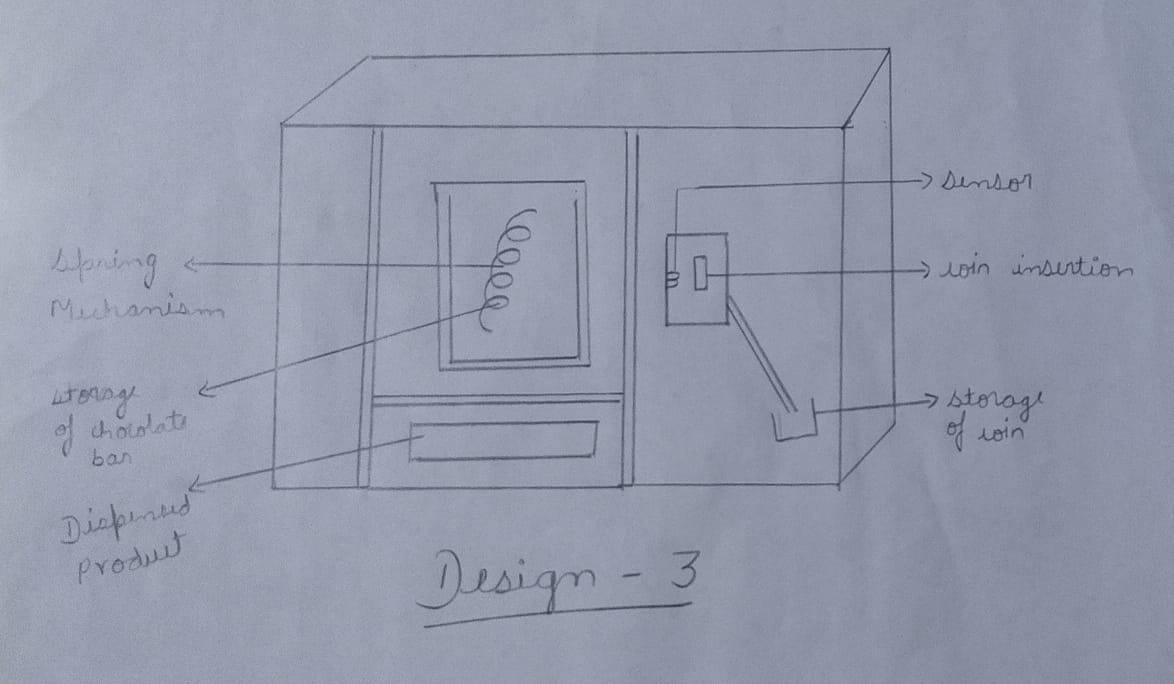 Spring
Mechanism
storage
of chocolate
bar
Dispensed
product
sensor
coin insertion
storage
of coin
Design - 3